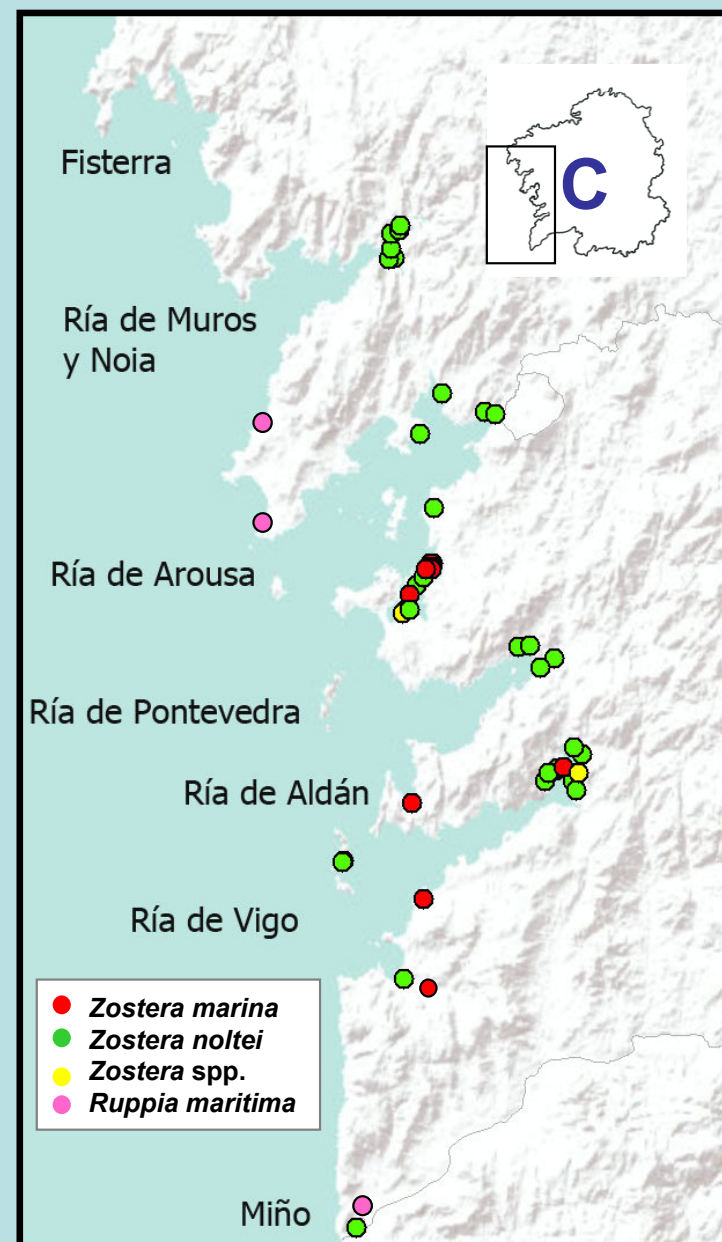 Fisterra
C
Ría de Muros
y Noia
Ría de Arousa
Ría de Pontevedra
Ría de Aldán
Ría de Vigo
Zostera marina
Zostera noltei
Zostera spp.
Ruppia maritima
Miño